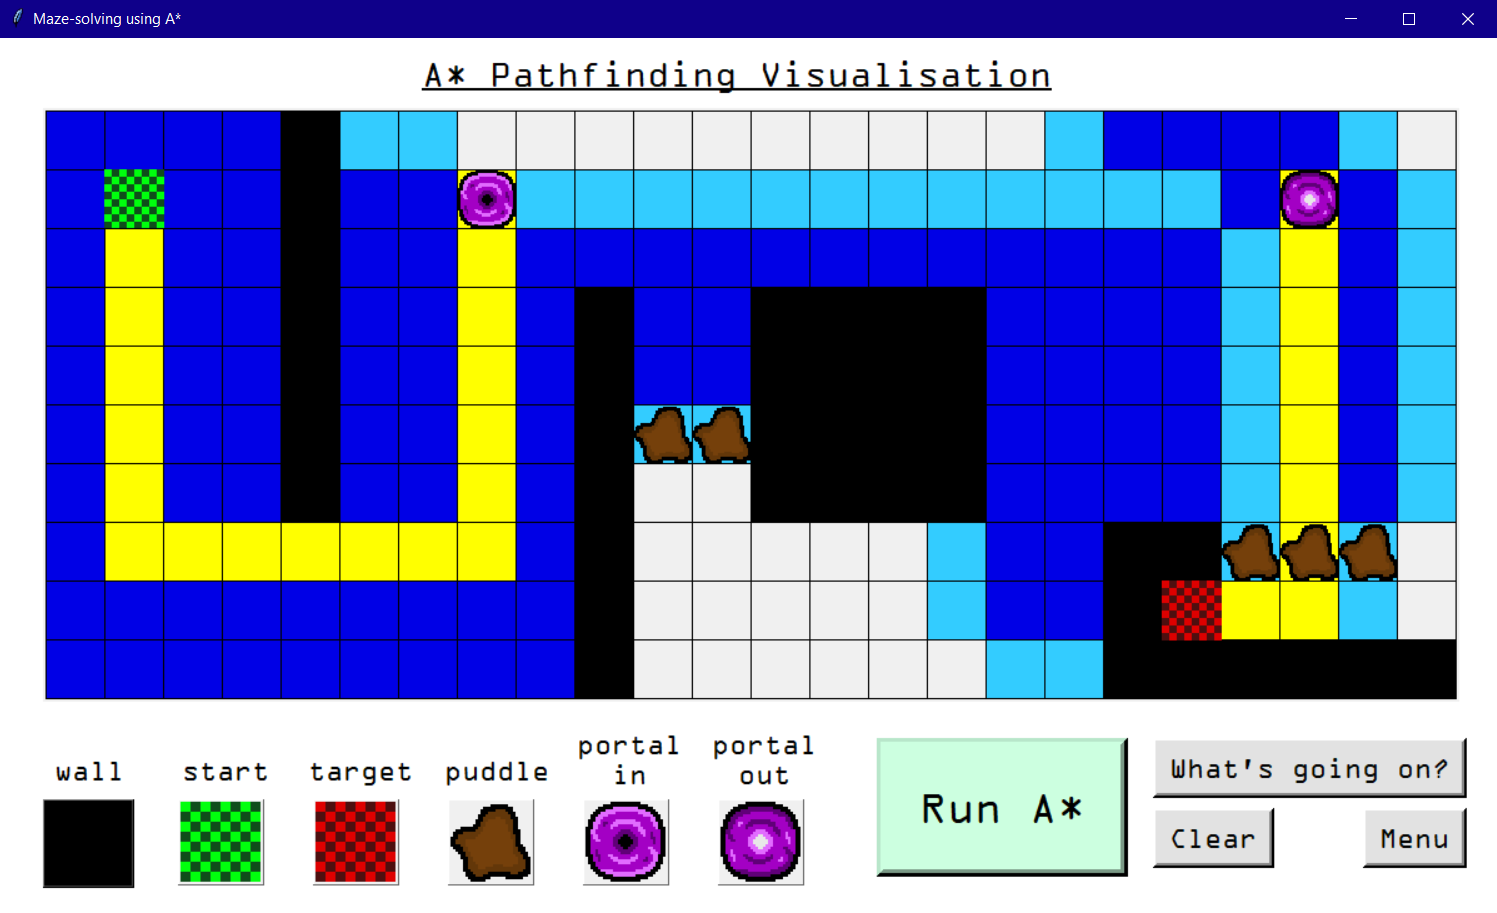 Maze-solving using A*
A* Pathfinding Visualisation
wall
start
target
puddle
portal
in
portal
out
Run A*
What's going on?
Clear
Menu